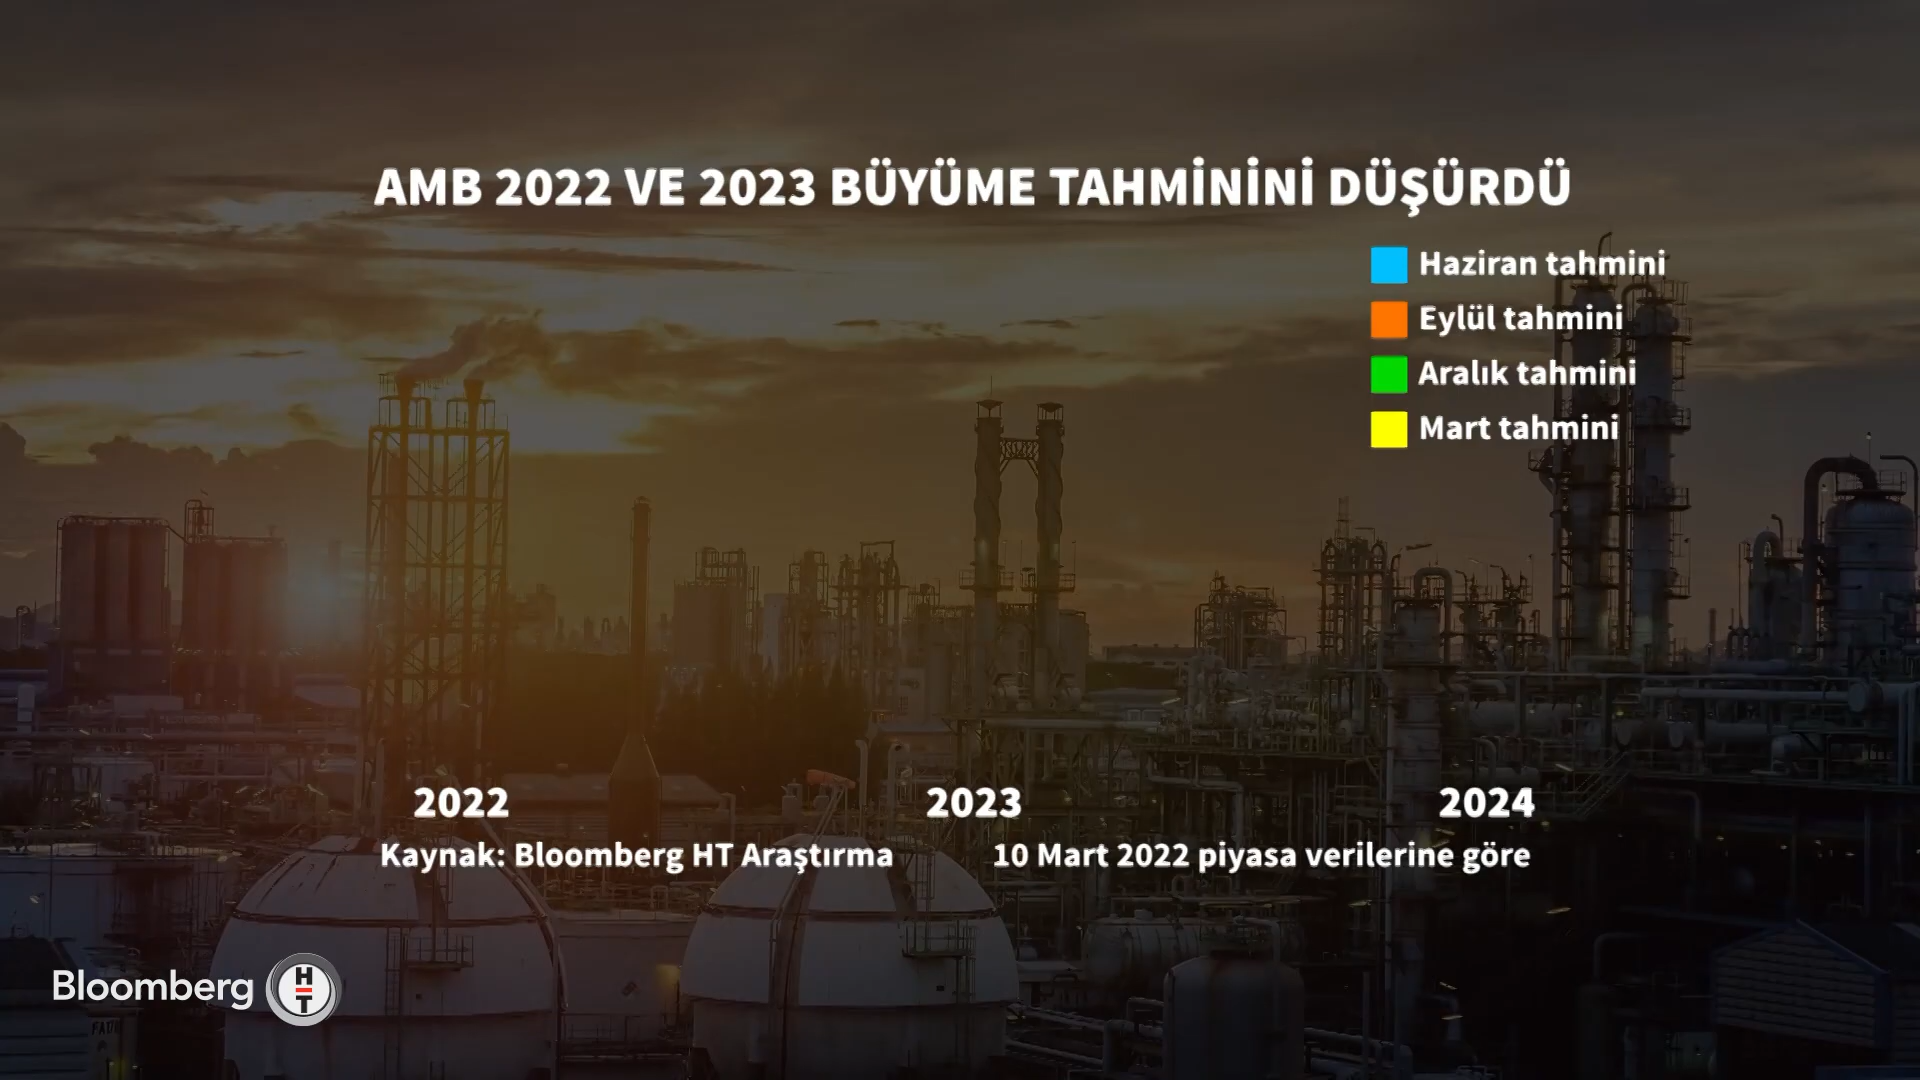 AMB 2022 VE 2023 BÜYÜME TAHMİNİNİ DÜŞÜRDÜ
Haziran tahmini
Eylül tahmini
Aralık tahmini
Mart tahmini
2022 2023 2024
Kaynak: Bloomberg HT Araştırma 10 Mart 2022 piyasa verilerine göre
Bloomberg HT